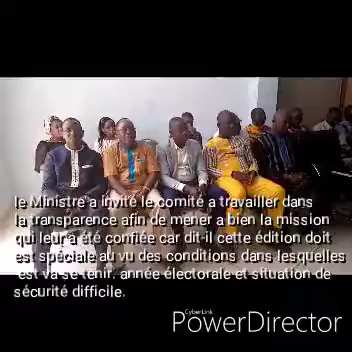 le Ministre a invité le comité a travailler dans
la transparence afin de mener a bien la mission
qui leur a été confiée car dit-il cette édition doit
est spéciale au vu des conditions dans lesquelles
est va se tenir, année électorale et situation de
sécurité difficile.
CyberLink
PowerDirector